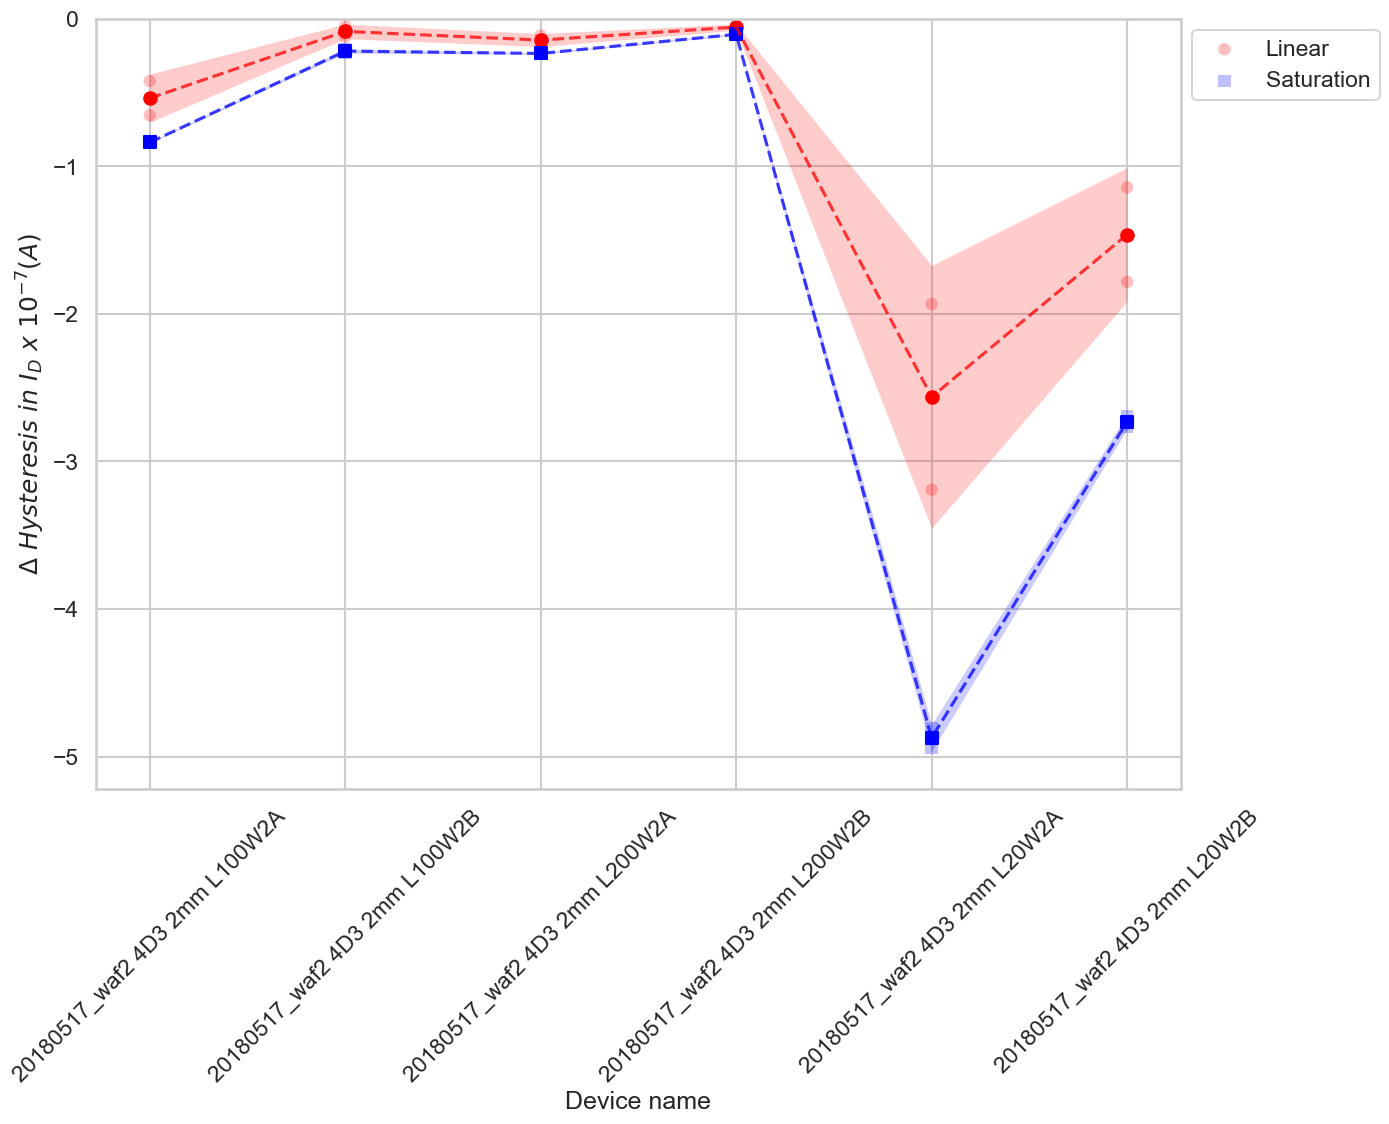 0
−1
−2
−3
−4
−5
Δ Hysteresis in I_D x 10^{−7}(A)
Linear
Saturation
20180517_waf2 4D3 2mm L100W2A
20180517_waf2 4D3 2mm L100W2B
20180517_waf2 4D3 2mm L200W2A
20180517_waf2 4D3 2mm L200W2B
20180517_waf2 4D3 2mm L20W2A
20180517_waf2 4D3 2mm L20W2B
Device name